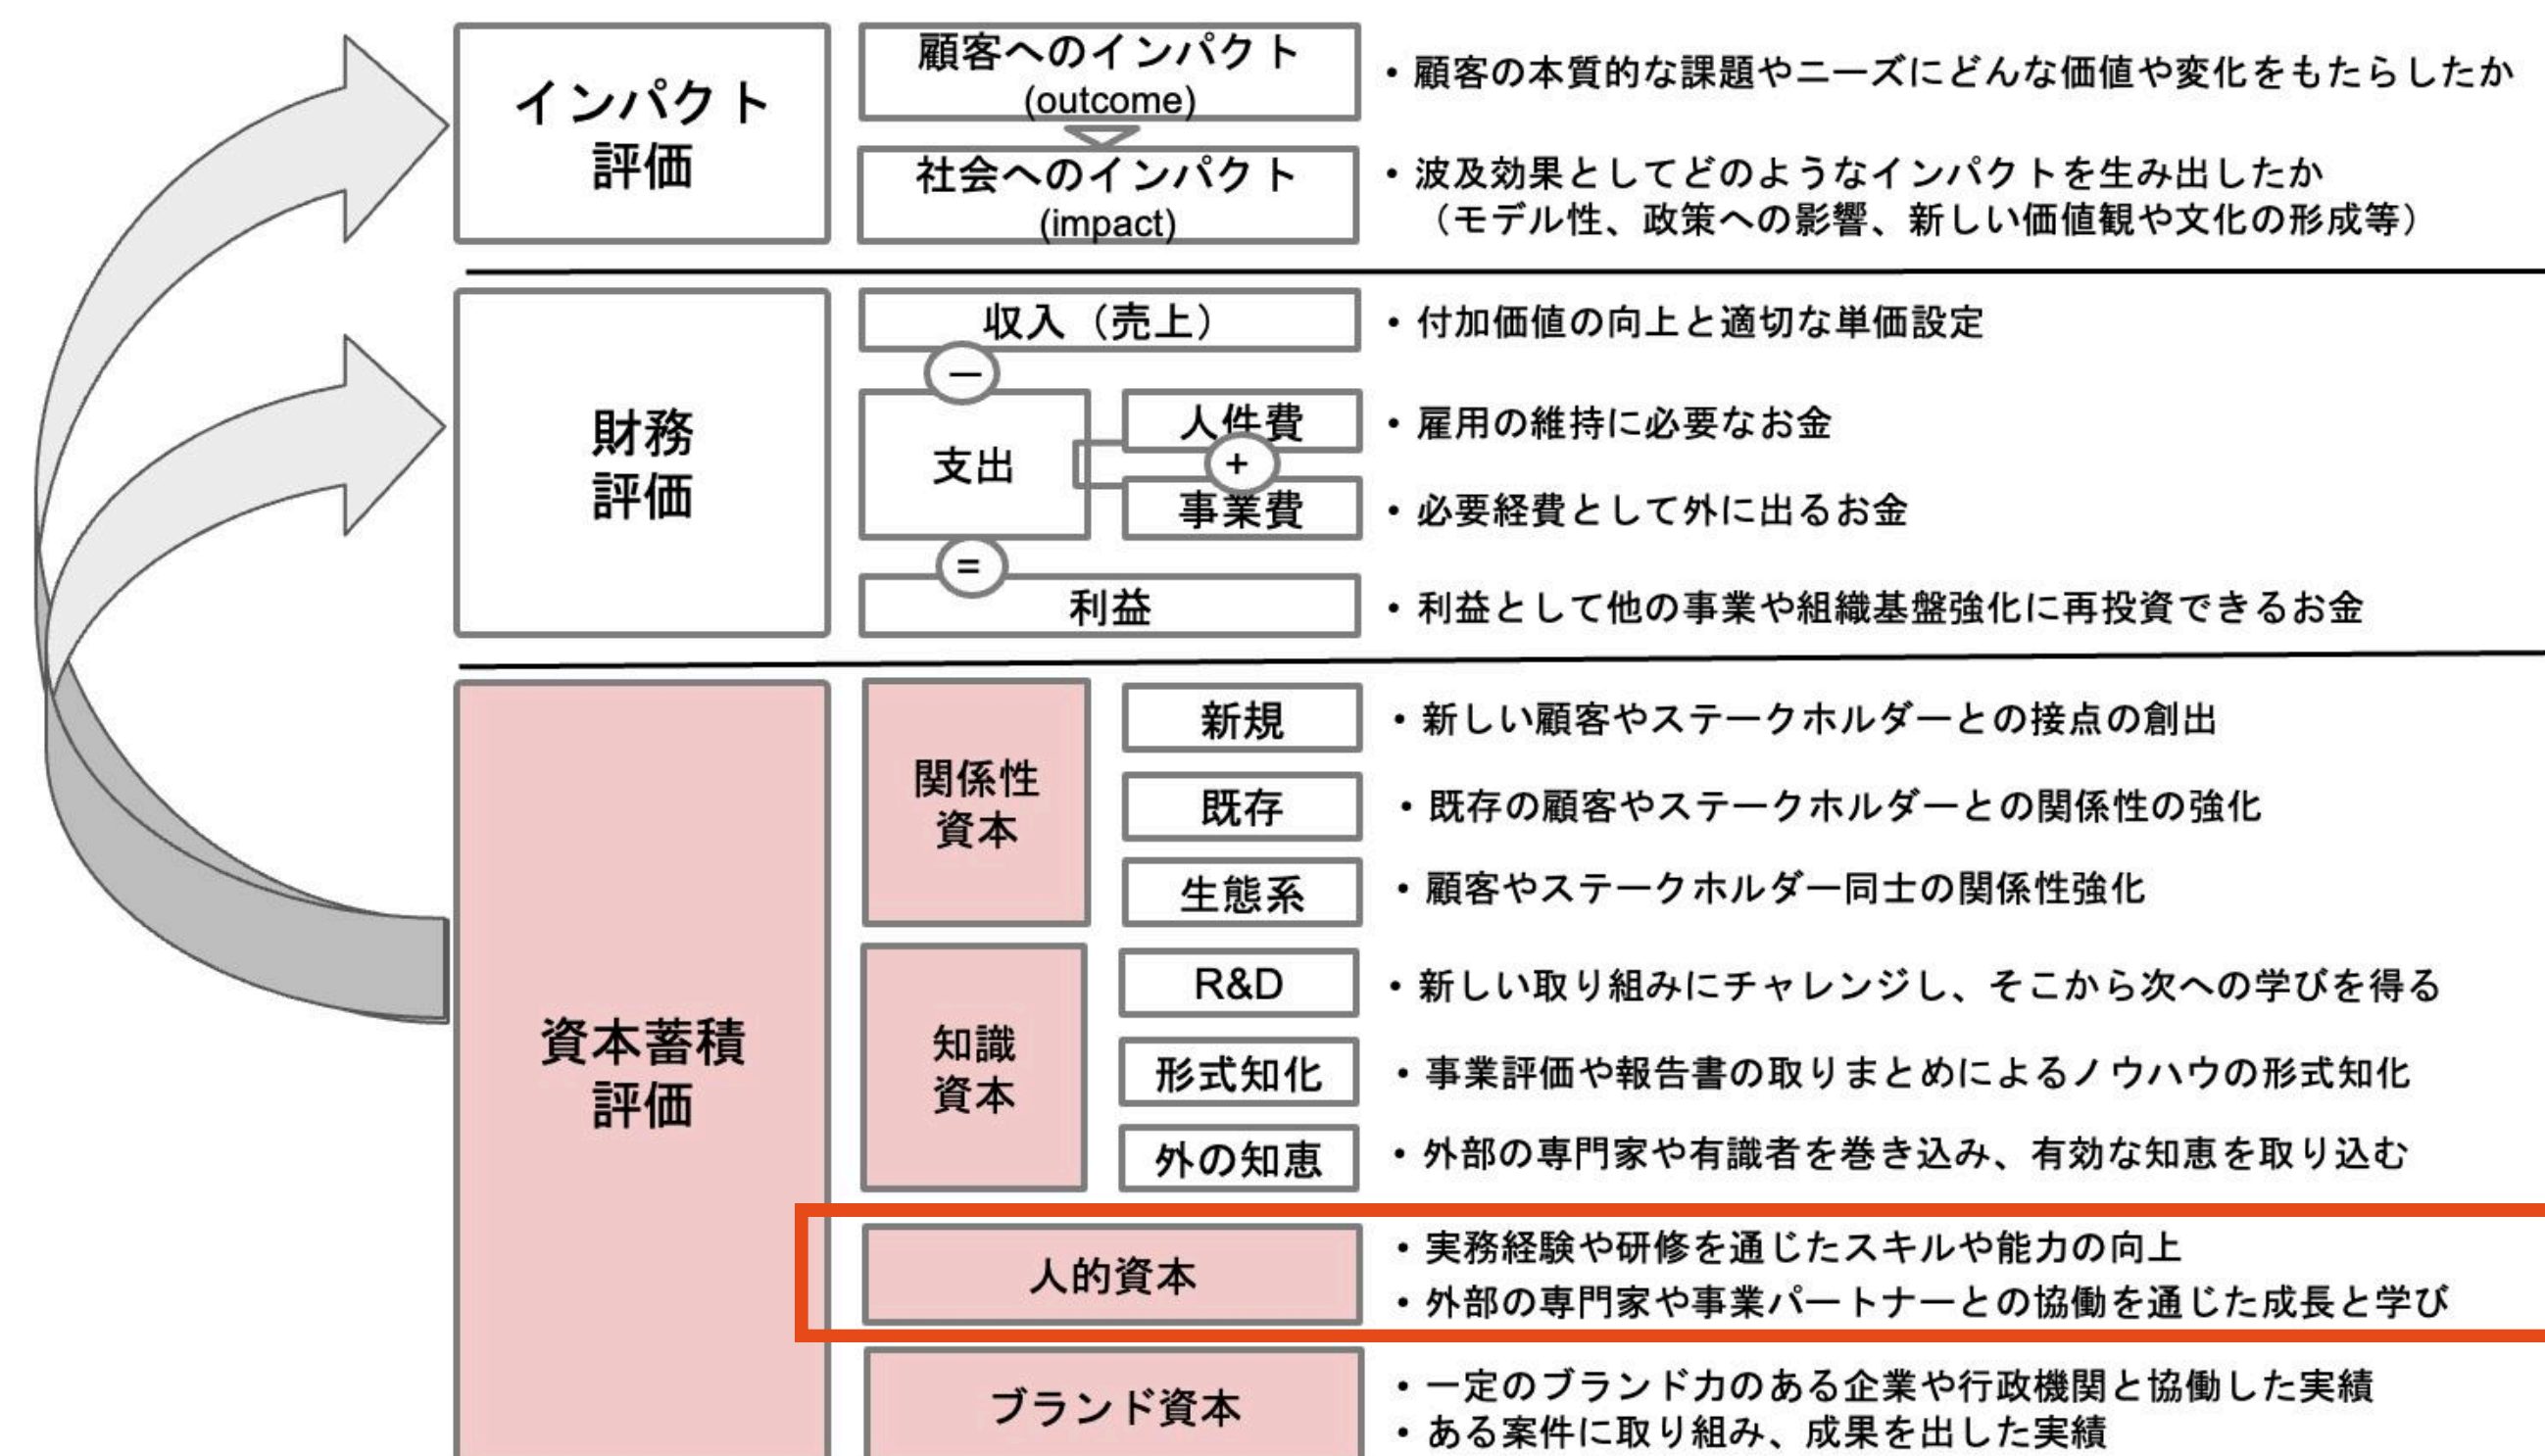 インパクト
評価
顧客へのインパクト
(outcome)
・顧客の本質的な課題やニーズにどんな価値や変化をもたらしたか
社会へのインパクト
(impact)
・波及効果としてどのようなインパクトを生み出したか
（モデル性、政策への影響、新しい価値観や文化の形成等）
財務
評価
収入（売上）
・付加価値の向上と適切な単価設定
−
支出
人件費
・雇用の維持に必要なお金
+
事業費
・必要経費として外に出るお金
=
利益
・利益として他の事業や組織基盤強化に再投資できるお金
資本蓄積
評価
関係性
資本
新規
・新しい顧客やステークホルダーとの接点の創出
既存
・既存の顧客やステークホルダーとの関係性の強化
生態系
・顧客やステークホルダー同士の関係性強化
知識
資本
R&D
・新しい取り組みにチャレンジし、そこから次への学びを得る
形式知化
・事業評価や報告書の取りまとめによるノウハウの形式知化
外の知恵
・外部の専門家や有識者を巻き込み、有効な知恵を取り込む
人的資本
・実務経験や研修を通じたスキルや能力の向上
・外部の専門家や事業パートナーとの協働を通じた成長と学び
ブランド資本
・一定のブランド力のある企業や行政機関と協働した実績
・ある案件に取り組み、成果を出した実績